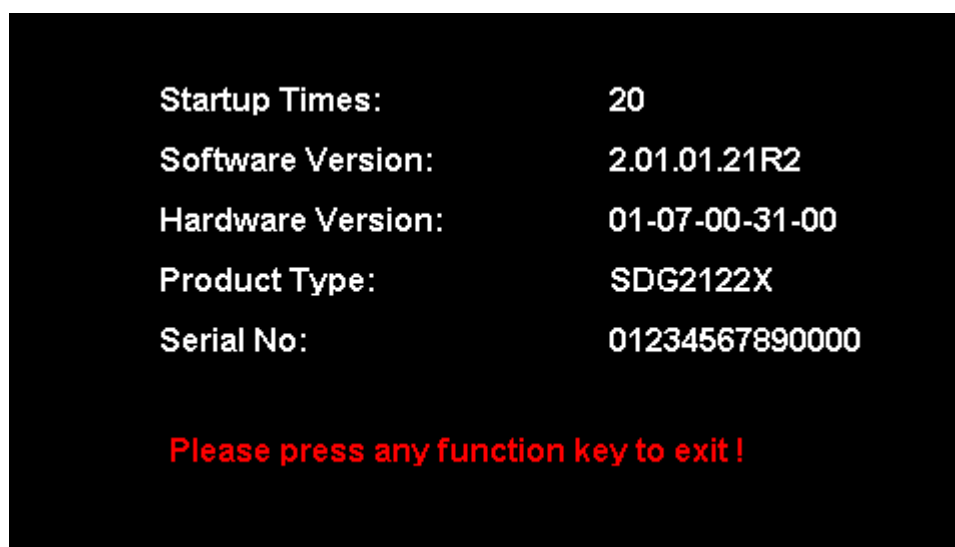 Startup Times: 20
Software Version: 2.01.01.21R2
Hardware Version: 01-07-00-31-00
Product Type: SDG2122X
Serial No: 01234567890000
Please press any function key to exit !